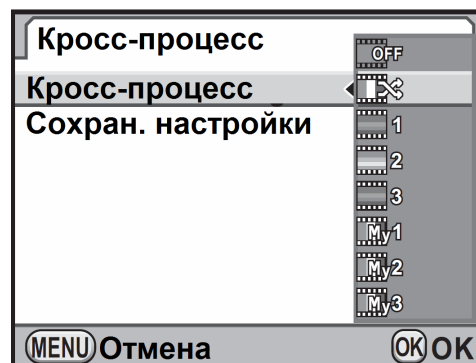 Кросс-процесс
OFF
Кросс-процесс
Сохран. настройки
1
2
3
My1
My2
My3
MENU Отмена
OK OK